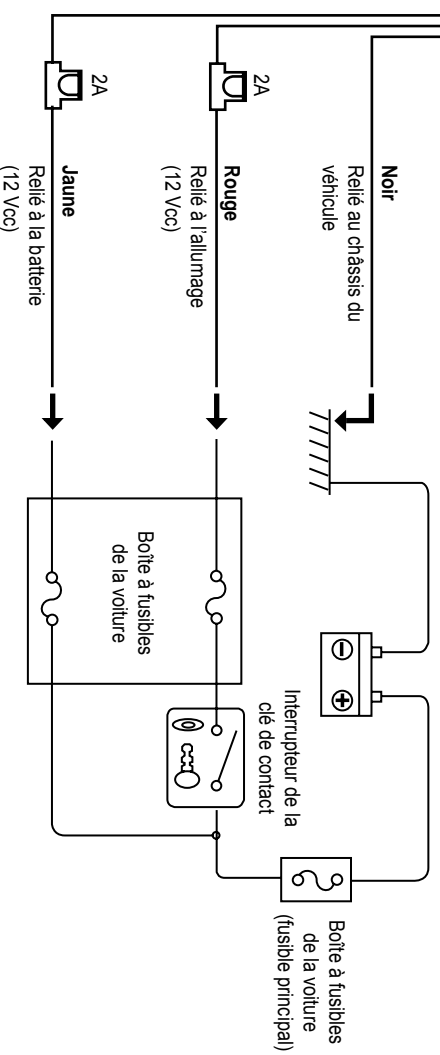 Noir
Relié au châssis du
véhicule
− +
Boîte à fusibles
de la voiture
(fusible principal)
Interrupteur de la
clé de contact
2A
Rouge
Relié à l'allumage
(12 Vcc)
Boîte à fusibles
de la voiture
2A
Jaune
Relié à la batterie
(12 Vcc)